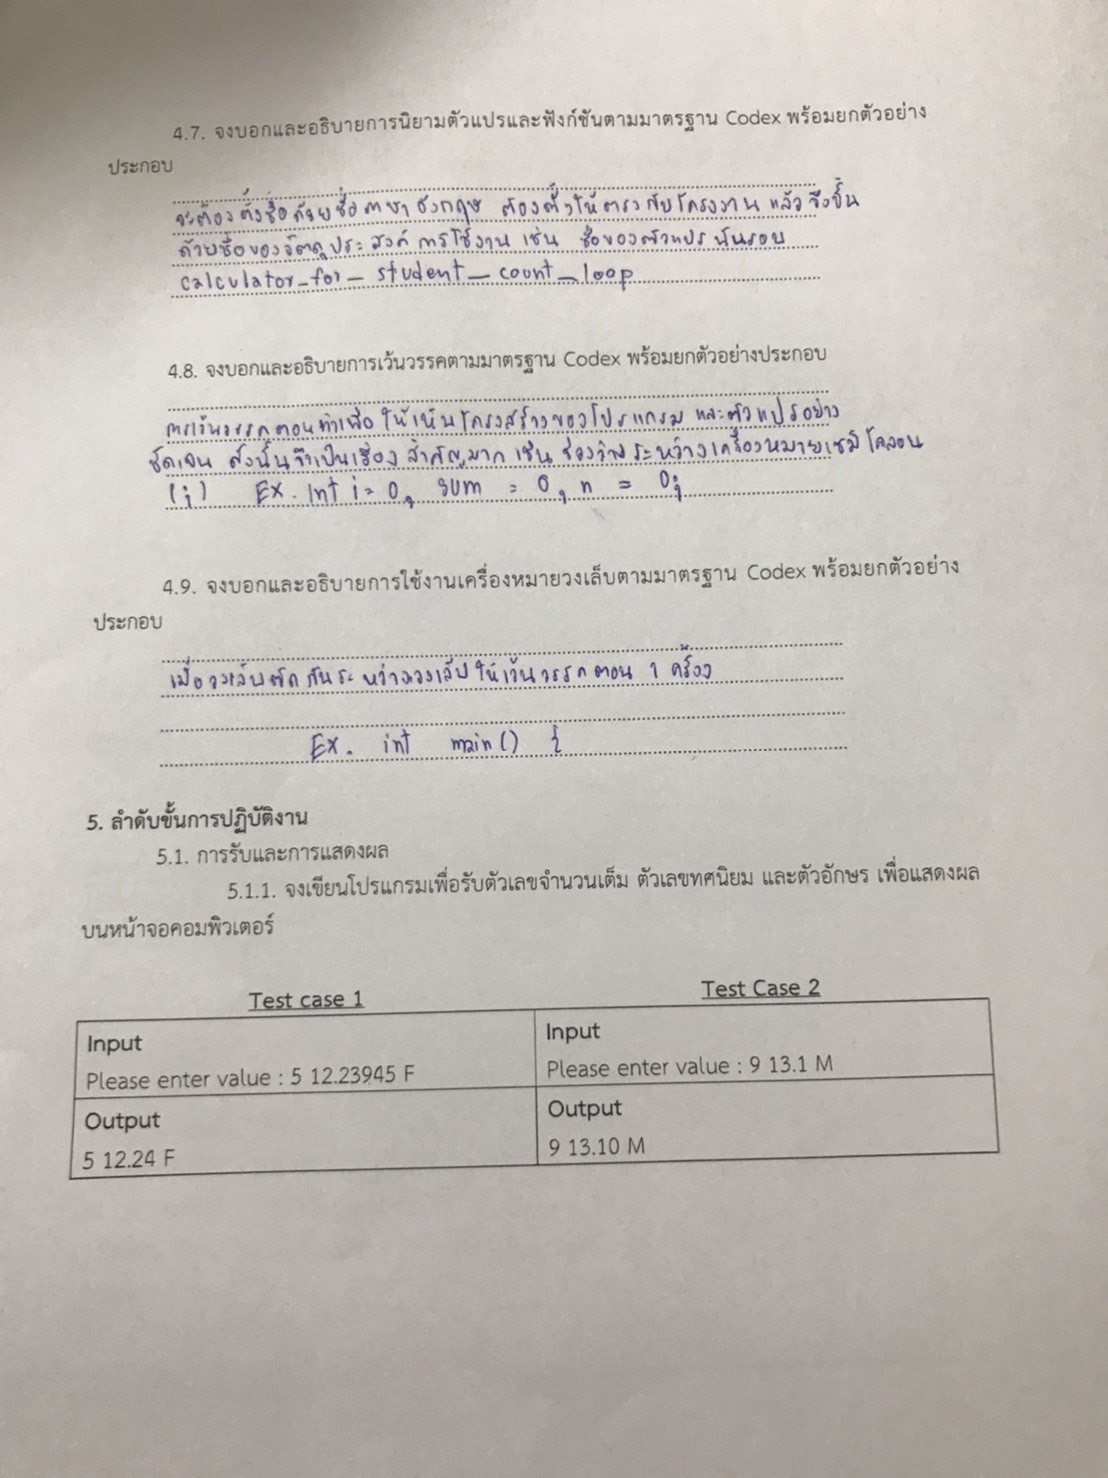 4.7. จงบอกและอธิบายการนิยามตัวแปรและฟังก์ชันตามมาตรฐาน Codex พร้อมยกตัวอย่าง
ประกอบ
จะต้องตั้งชื่อด้วยชื่อภาษาอังกฤษ ต้องตั้งให้ตรงกับโครงงาน แล้วจึงขึ้น
ด้วยชื่อของวัตถุประสงค์ การใช้งาน เช่น ชื่อของตัวแปรนับรอบ
calculator_for_student_count_loop
4.8. จงบอกและอธิบายการเว้นวรรคตามมาตรฐาน Codex พร้อมยกตัวอย่างประกอบ
การเว้นวรรคตอนทำเพื่อให้เห็นโครงสร้างของโปรแกรม และตัวแปรอย่าง
ชัดเจน ดังนั้นจึงเป็นเรื่องสำคัญมาก เช่น ช่องว่างระหว่างเครื่องหมายเซมิโคลอน
(;) Ex. int i = 0, sum = 0, n = 0;
4.9. จงบอกและอธิบายการใช้งานเครื่องหมายวงเล็บตามมาตรฐาน Codex พร้อมยกตัวอย่าง
ประกอบ
เมื่อวงเล็บติดกันระหว่างวงเล็บให้เว้นวรรคตอน 1 ครั้ง
Ex. int main() {
5. ลำดับขั้นการปฏิบัติงาน
5.1. การรับและการแสดงผล
5.1.1. จงเขียนโปรแกรมเพื่อรับตัวเลขจำนวนเต็ม ตัวเลขทศนิยม และตัวอักษร เพื่อแสดงผล
บนหน้าจอคอมพิวเตอร์
Test case 1
Input
Please enter value : 5 12.23945 F
Output
5 12.24 F
Test Case 2
Input
Please enter value : 9 13.1 M
Output
9 13.10 M